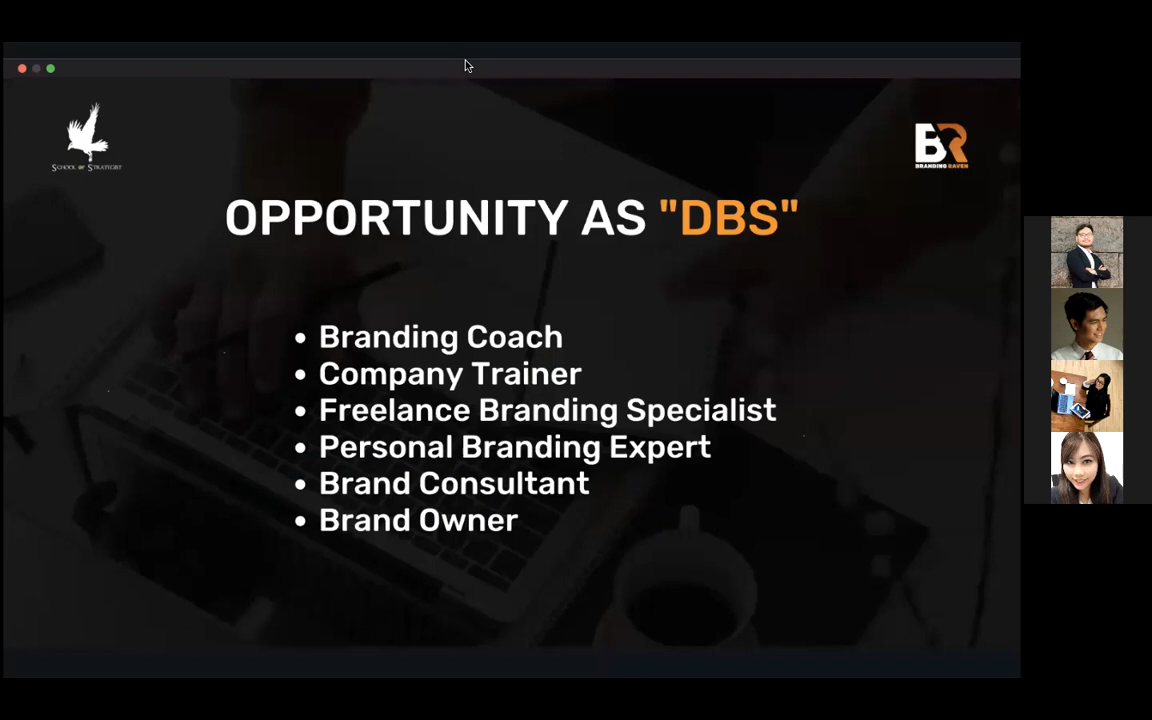 SCHOOL OF STRATEGIST
BR
BRANDING RAVEN
OPPORTUNITY AS "DBS"
• Branding Coach
• Company Trainer
• Freelance Branding Specialist
• Personal Branding Expert
• Brand Consultant
• Brand Owner